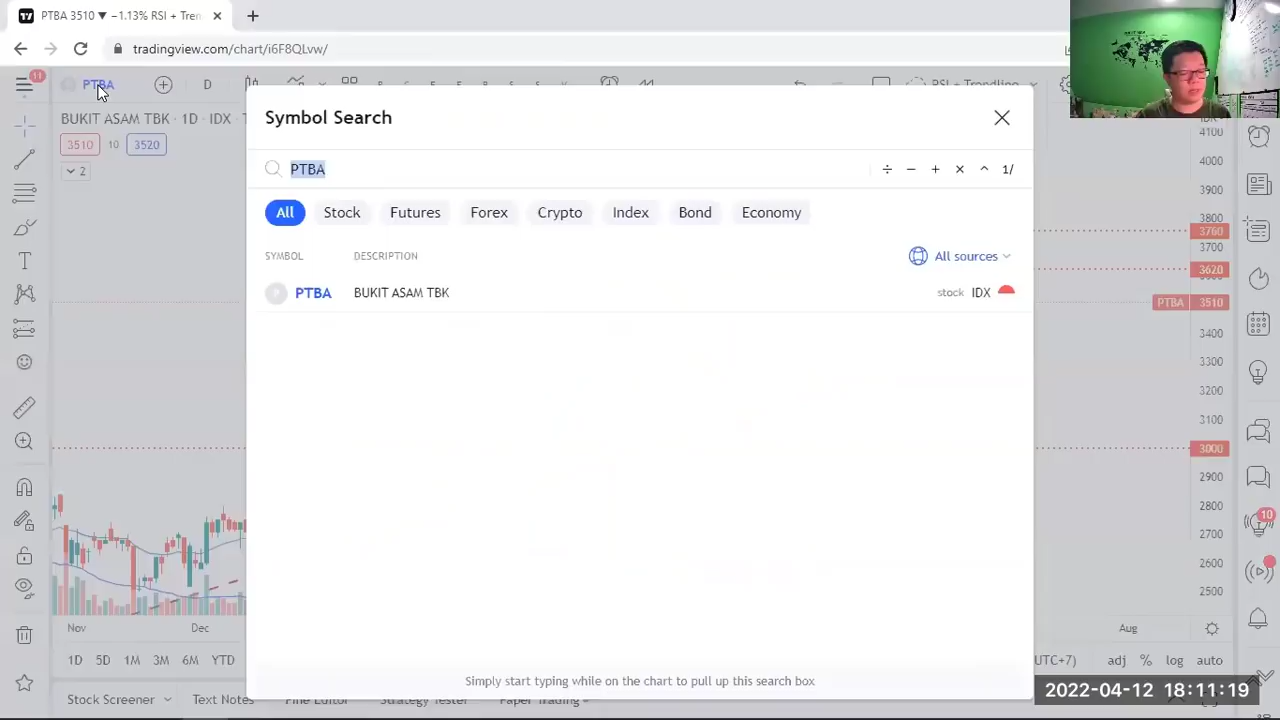 PTBA 3510 ▼ −1.13% RSI + Tren
tradingview.com/chart/i6F8QLvw/
11
PTBA
D
RSI + Trendline
BUKIT ASAM TBK · 1D · IDX ·
3510
10
3520
2
Symbol Search
PTBA
÷ − + × ^ 1/
All
Stock
Futures
Forex
Crypto
Index
Bond
Economy
SYMBOL
DESCRIPTION
All sources
PTBA
BUKIT ASAM TBK
stock
IDX
4100
4000
3900
3800
3760
3700
3620
PTBA 3510
3400
3300
3200
3100
3000
2900
2800
2700
2600
2500
10
Nov
Dec
Aug
1D
5D
1M
3M
6M
YTD
UTC+7)
adj
%
log
auto
Simply start typing while on the chart to pull up this search box
Stock Screener
Text Notes
Pine Editor
Strategy Tester
Paper Trading
2022-04-12 18:11:19